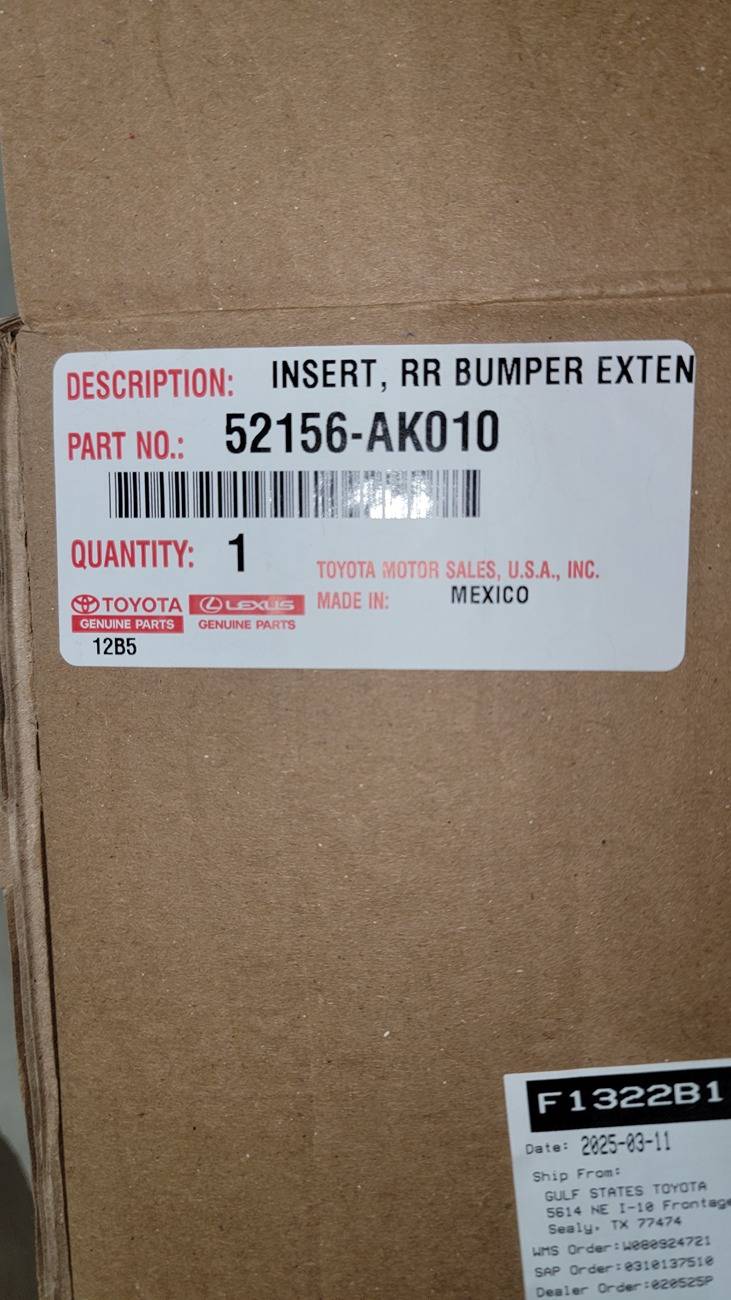 DESCRIPTION: INSERT, RR BUMPER EXTEN
PART NO.: 52156-AK010
QUANTITY: 1
TOYOTA MOTOR SALES, U.S.A., INC.
MADE IN: MEXICO
TOYOTA
GENUINE PARTS
LEXUS
GENUINE PARTS
12B5
F1322B1
Date: 2025-03-11
Ship From:
GULF STATES TOYOTA
5614 NE I-10 Frontage
Sealy, TX 77474
WMS Order:W080924721
SAP Order:0310137510
Dealer Order:020525P